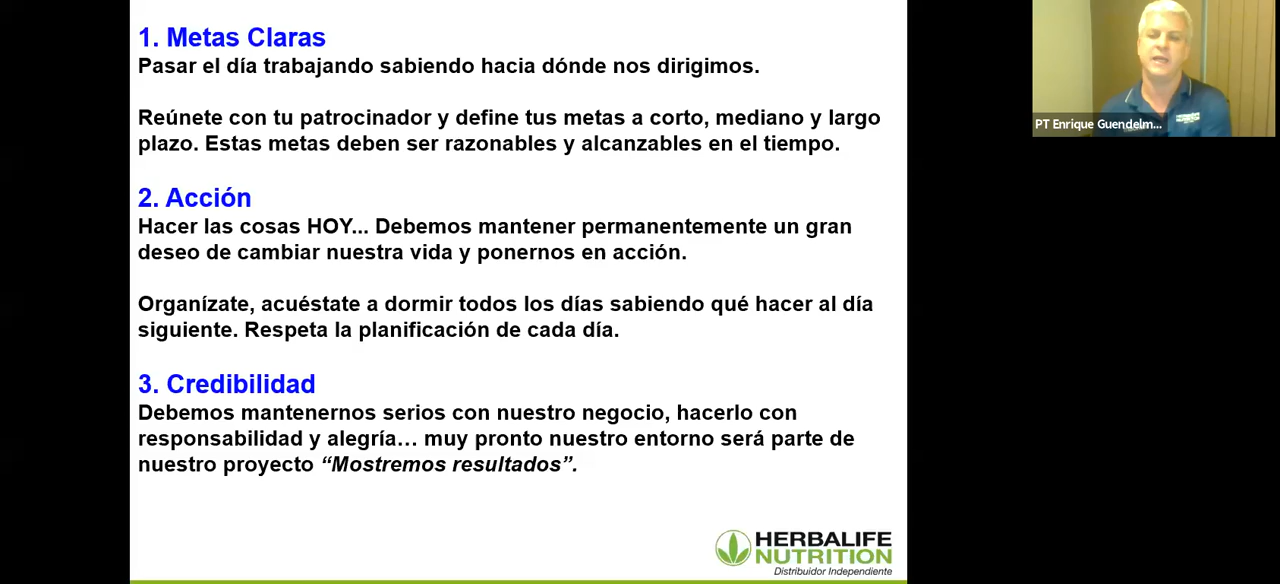 1. Metas Claras
Pasar el día trabajando sabiendo hacia dónde nos dirigimos.
Reúnete con tu patrocinador y define tus metas a corto, mediano y largo
plazo. Estas metas deben ser razonables y alcanzables en el tiempo.
2. Acción
Hacer las cosas HOY... Debemos mantener permanentemente un gran
deseo de cambiar nuestra vida y ponernos en acción.
Organízate, acuéstate a dormir todos los días sabiendo qué hacer al día
siguiente. Respeta la planificación de cada día.
3. Credibilidad
Debemos mantenernos serios con nuestro negocio, hacerlo con
responsabilidad y alegría… muy pronto nuestro entorno será parte de
nuestro proyecto “Mostremos resultados”.
HERBALIFE
NUTRITION
Distribuidor Independiente
PT Enrique Guendelm...